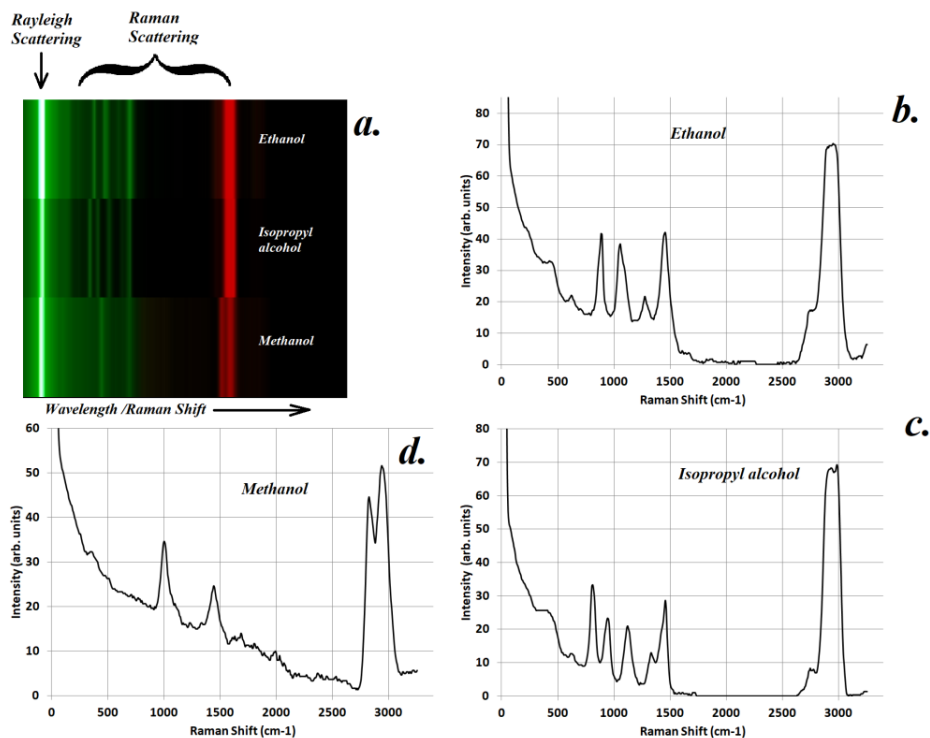 Rayleigh
Scattering
Raman
Scattering
a.
Ethanol
Isopropyl
alcohol
Methanol
Wavelength /Raman Shift
b.
Ethanol
Intensity (arb. units)
80
70
60
50
40
30
20
10
0
0 500 1000 1500 2000 2500 3000
Raman Shift (cm-1)
d.
Methanol
Intensity (arb. units)
60
50
40
30
20
10
0
0 500 1000 1500 2000 2500 3000
Raman Shift (cm-1)
c.
Isopropyl alcohol
Intensity (arb. units)
80
70
60
50
40
30
20
10
0
0 500 1000 1500 2000 2500 3000
Raman Shift (cm-1)